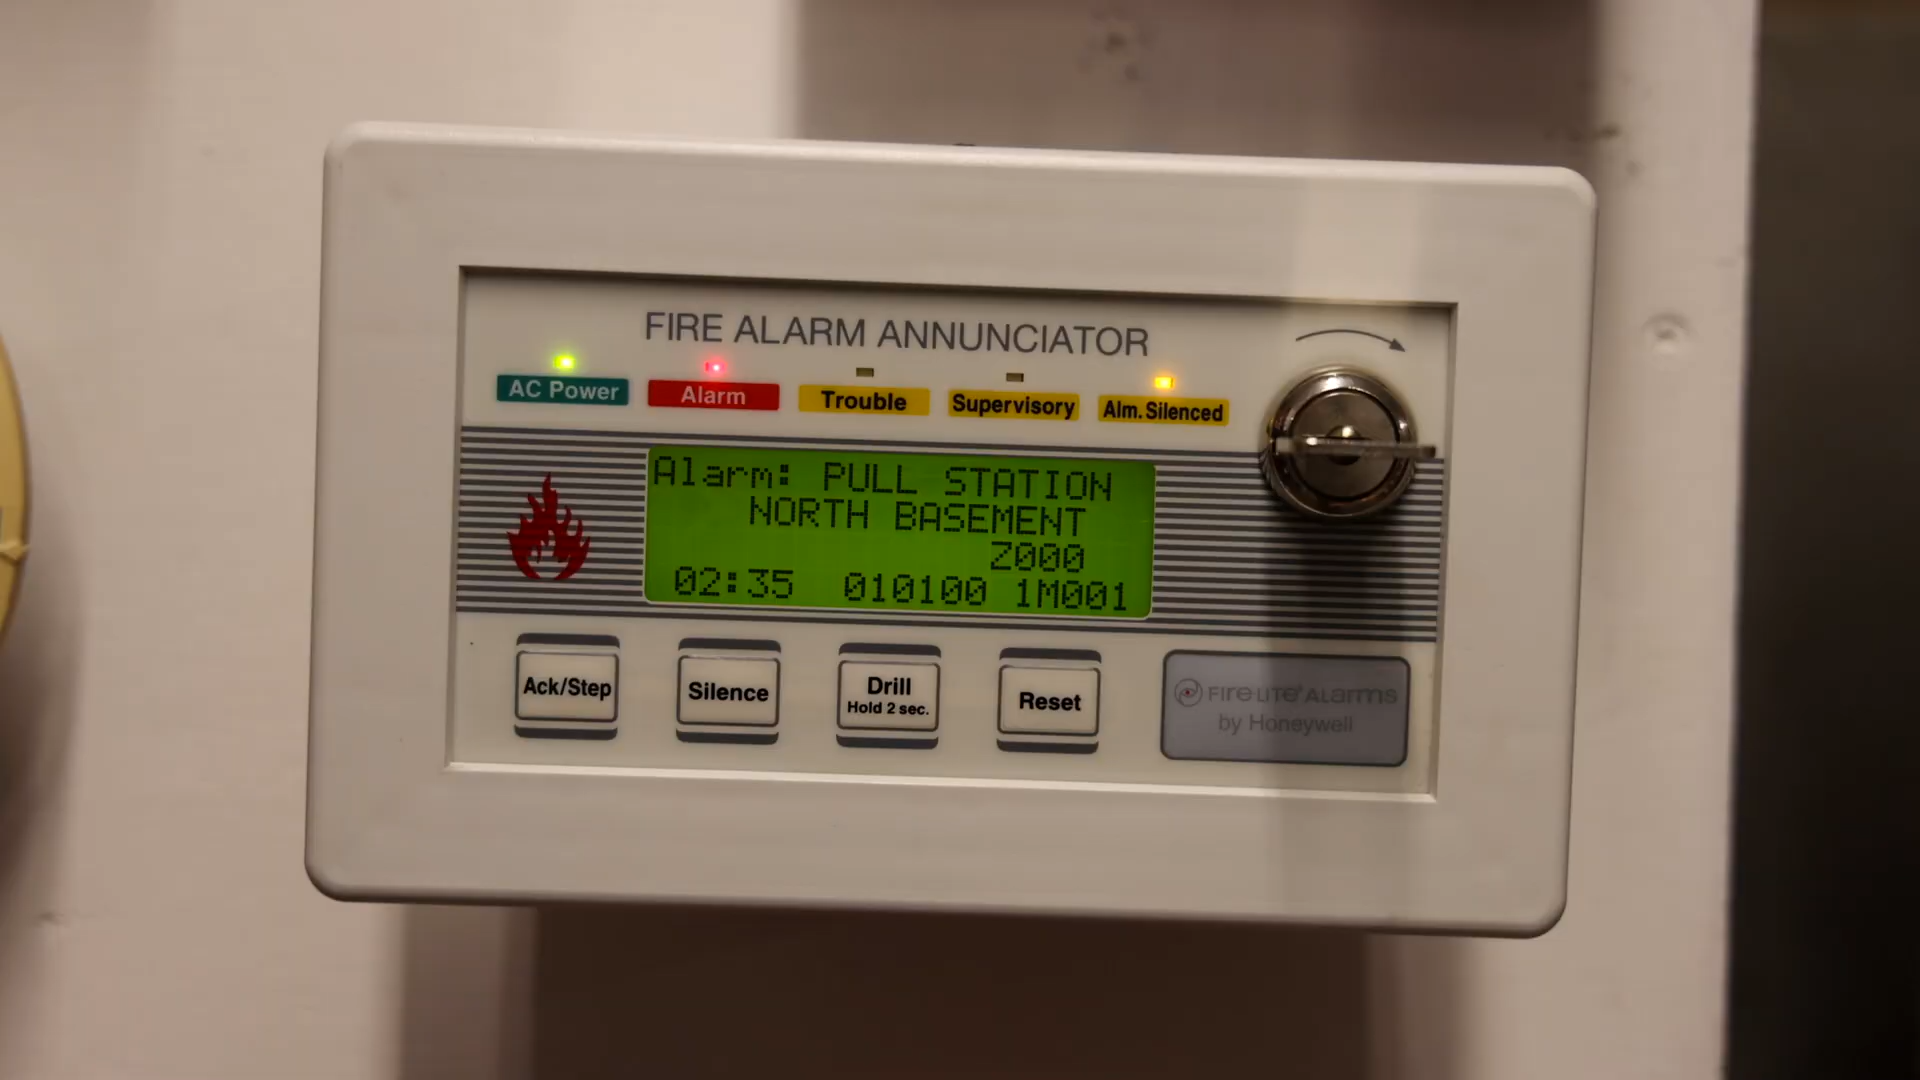 FIRE ALARM ANNUNCIATOR
AC Power Alarm Trouble Supervisory Alm. Silenced
Alarm: PULL STATION
NORTH BASEMENT
Z000
02:35 010100 1M001
Ack/Step Silence Drill Reset
Hold 2 sec.
FIRE LITE ALARMS
by Honeywell